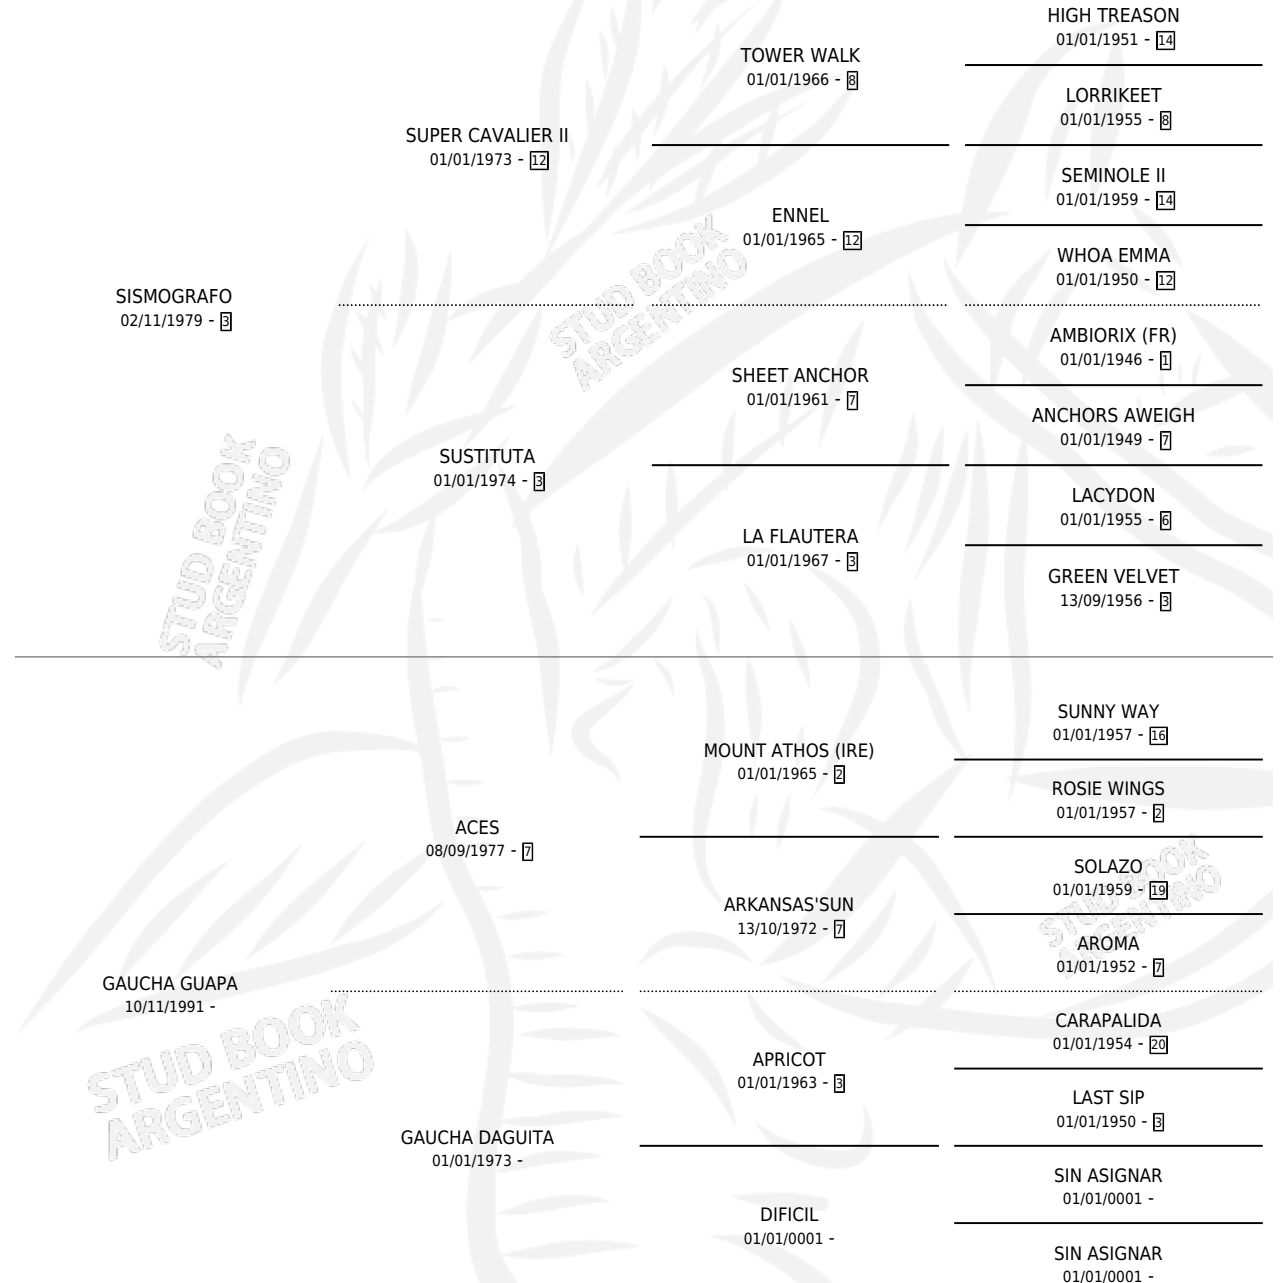 HIGH TREASON
01/01/1951 - 14
TOWER WALK
01/01/1966 - 8
LORRIKEET
01/01/1955 - 8
SUPER CAVALIER II
01/01/1973 - 12
SEMINOLE II
01/01/1959 - 14
ENNEL
01/01/1965 - 12
WHOA EMMA
01/01/1950 - 12
SISMOGRAFO
02/11/1979 - 3
STUD BOOK
ARGENTINO
AMBIORIX (FR)
01/01/1946 - 1
SHEET ANCHOR
01/01/1961 - 7
ANCHORS AWEIGH
01/01/1949 - 7
SUSTITUTA
01/01/1974 - 3
LACYDON
01/01/1955 - 6
LA FLAUTERA
01/01/1967 - 3
GREEN VELVET
13/09/1956 - 3
STUD BOOK
ARGENTINO
SUNNY WAY
01/01/1957 - 16
MOUNT ATHOS (IRE)
01/01/1965 - 2
ROSIE WINGS
01/01/1957 - 2
ACES
08/09/1977 - 7
SOLAZO
01/01/1959 - 19
ARKANSAS'SUN
13/10/1972 - 7
STUD BOOK
ARGENTINO
AROMA
01/01/1952 - 7
GAUCHA GUAPA
10/11/1991 -
CARAPALIDA
01/01/1954 - 20
APRICOT
01/01/1963 - 3
STUD BOOK
ARGENTINO
LAST SIP
01/01/1950 - 3
GAUCHA DAGUITA
01/01/1973 -
SIN ASIGNAR
01/01/0001 -
DIFICIL
01/01/0001 -
SIN ASIGNAR
01/01/0001 -